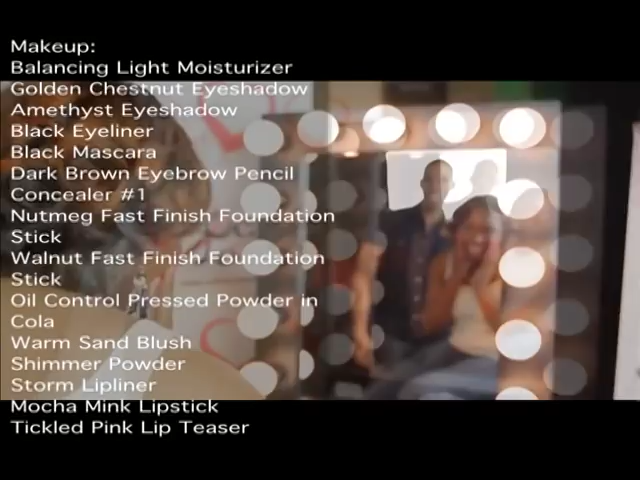 Makeup:
Balancing Light Moisturizer
Golden Chestnut Eyeshadow
Amethyst Eyeshadow
Black Eyeliner
Black Mascara
Dark Brown Eyebrow Pencil
Concealer #1
Nutmeg Fast Finish Foundation
Stick
Walnut Fast Finish Foundation
Stick
Oil Control Pressed Powder in
Cola
Warm Sand Blush
Shimmer Powder
Storm Lipliner
Mocha Mink Lipstick
Tickled Pink Lip Teaser